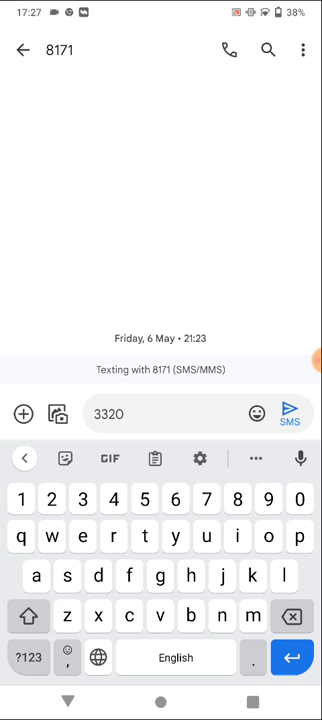 17:27
38%
8171
Friday, 6 May • 21:23
Texting with 8171 (SMS/MMS)
3320
SMS
GIF
1 2 3 4 5 6 7 8 9 0
q w e r t y u i o p
a s d f g h j k l
z x c v b n m
?123 , English .